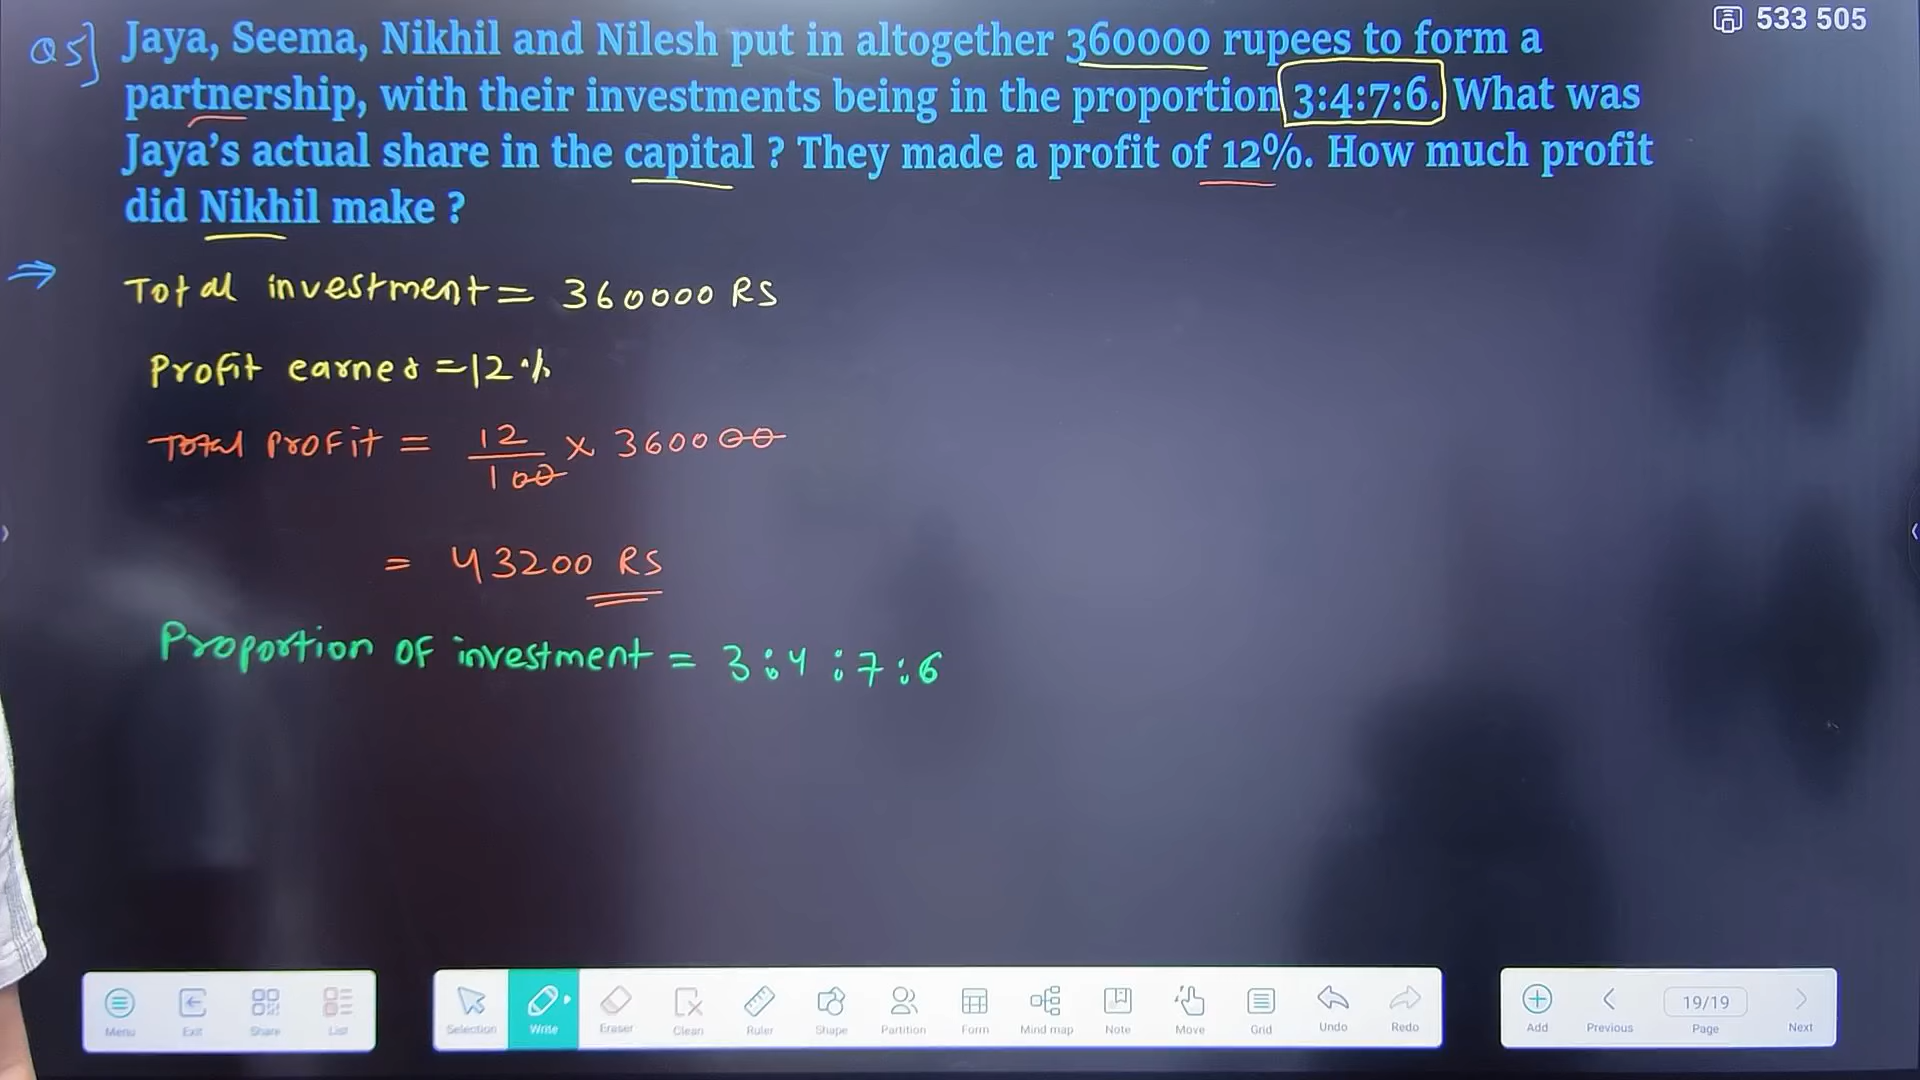 533 505
Q5] Jaya, Seema, Nikhil and Nilesh put in altogether 360000 rupees to form a
partnership, with their investments being in the proportion 3:4:7:6. What was
Jaya's actual share in the capital ? They made a profit of 12%. How much profit
did Nikhil make ?
⇒ Total investment = 360000 RS
Profit earned = 12 %
Total Profit = 12/100 × 360000
= 43200 RS
Proportion of investment = 3:4:7:6
Menu Exit Share List Selection Write Eraser Clean Ruler Shape Partition Form Mind map Note Move Grid Undo Redo Add Previous 19/19 Page Next